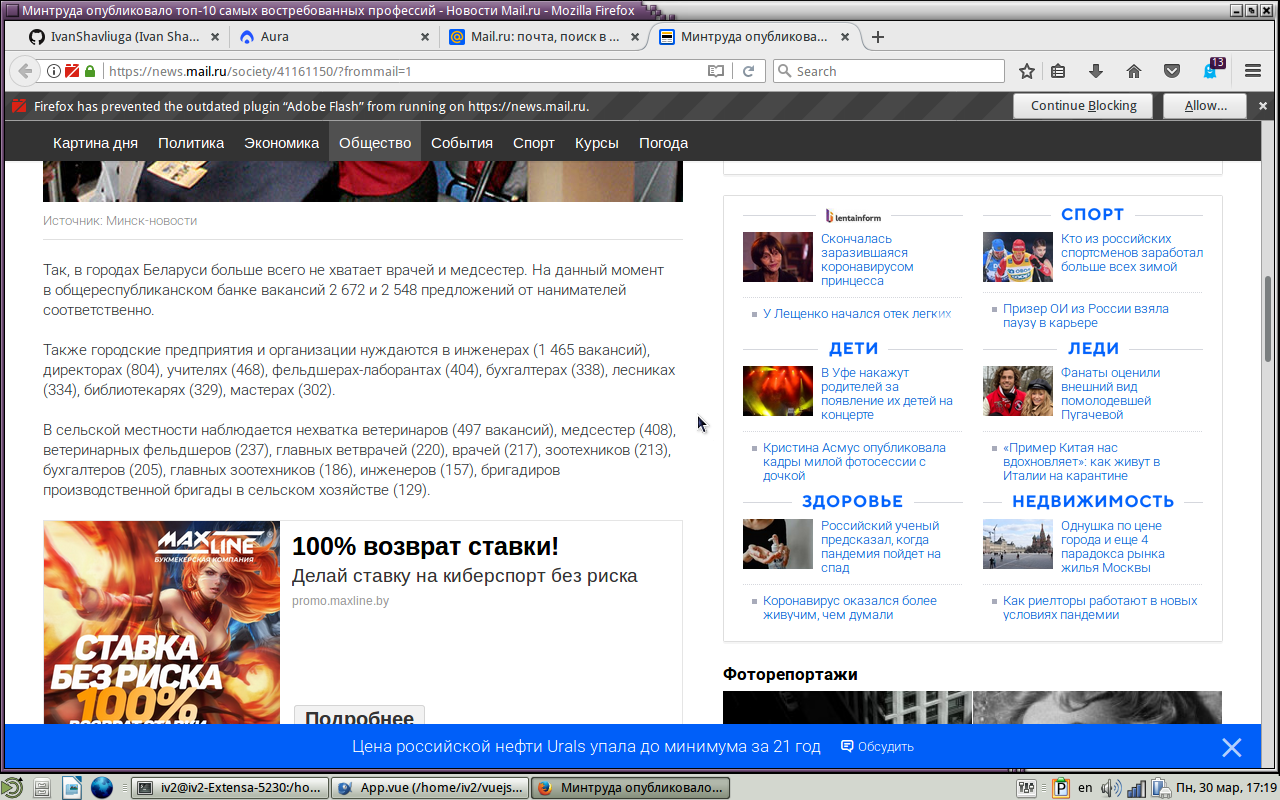 Минтруда опубликовало топ-10 самых востребованных профессий - Новости Mail.ru - Mozilla Firefox
IvanShavliuga (Ivan Sha...
Aura
Mail.ru: почта, поиск в ...
Минтруда опубликова...
https://news.mail.ru/society/41161150/?frommail=1
Search
13
Firefox has prevented the outdated plugin “Adobe Flash” from running on https://news.mail.ru.
Continue Blocking
Allow...
Картина дня
Политика
Экономика
Общество
События
Спорт
Курсы
Погода
Источник: Минск-новости
Так, в городах Беларуси больше всего не хватает врачей и медсестер. На данный момент
в общереспубликанском банке вакансий 2 672 и 2 548 предложений от нанимателей
соответственно.
Также городские предприятия и организации нуждаются в инженерах (1 465 вакансий),
директорах (804), учителях (468), фельдшерах-лаборантах (404), бухгалтерах (338), лесниках
(334), библиотекарях (329), мастерах (302).
В сельской местности наблюдается нехватка ветеринаров (497 вакансий), медсестер (408),
ветеринарных фельдшеров (237), главных ветврачей (220), врачей (217), зоотехников (213),
бухгалтеров (205), главных зоотехников (186), инженеров (157), бригадиров
производственной бригады в сельском хозяйстве (129).
MAXLINE
БУКМЕКЕРСКАЯ КОМПАНИЯ
СТАВКА
БЕЗ РИСКА
100%
ВОЗВРАТ СТАВКИ
100% возврат ставки!
Делай ставку на киберспорт без риска
promo.maxline.by
Подробнее
lentainform
Скончалась
заразившаяся
коронавирусом
принцесса
У Лещенко начался отек легких
СПОРТ
Кто из российских
спортсменов заработал
больше всех зимой
Призер ОИ из России взяла
паузу в карьере
ДЕТИ
В Уфе накажут
родителей за
появление их детей на
концерте
Кристина Асмус опубликовала
кадры милой фотосессии с
дочкой
ЛЕДИ
Фанаты оценили
внешний вид
помолодевшей
Пугачевой
«Пример Китая нас
вдохновляет»: как живут в
Италии на карантине
ЗДОРОВЬЕ
Российский ученый
предсказал, когда
пандемия пойдет на
спад
Коронавирус оказался более
живучим, чем думали
НЕДВИЖИМОСТЬ
Однушка по цене
города и еще 4
парадокса рынка
жилья Москвы
Как риелторы работают в новых
условиях пандемии
Фоторепортажи
Цена российской нефти Urals упала до минимума за 21 год
Обсудить
iv2@iv2-Extensa-5230:/ho...
App.vue (/home/iv2/vuejs...
Минтруда опубликовало...
en
Пн, 30 мар, 17:19